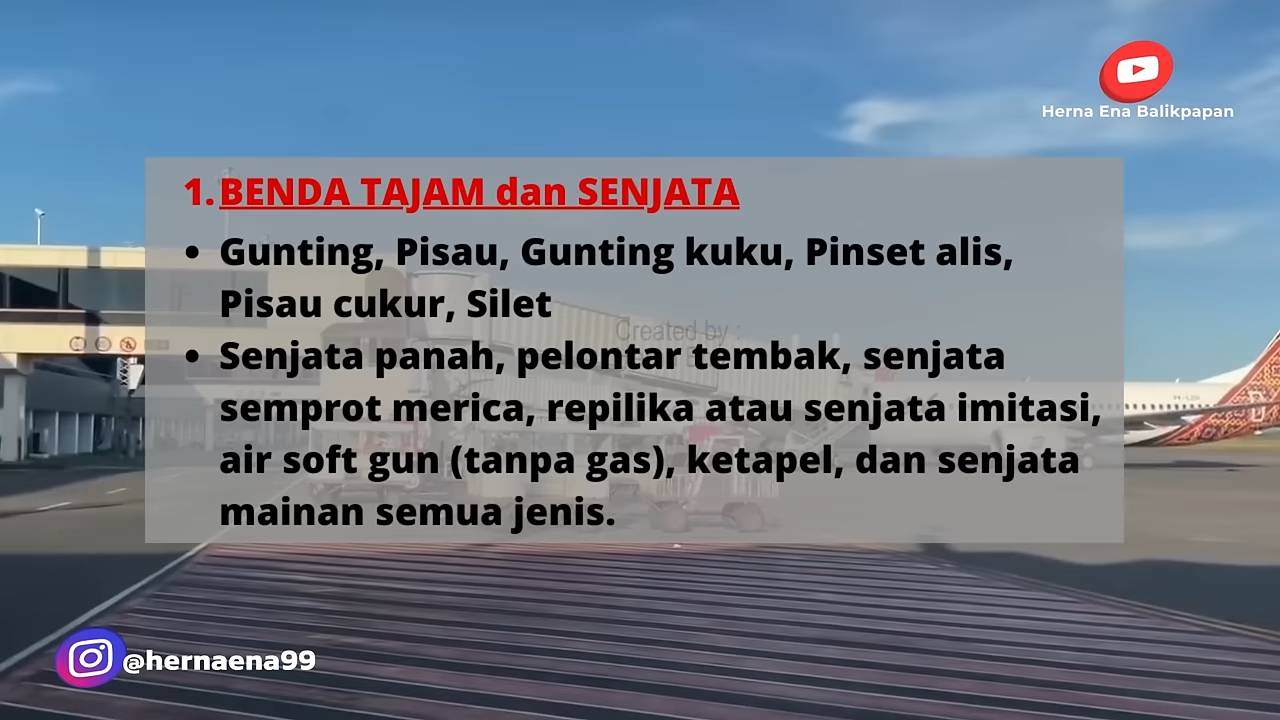 Herna Ena Balikpapan
1. BENDA TAJAM dan SENJATA
• Gunting, Pisau, Gunting kuku, Pinset alis,
Pisau cukur, Silet
Created by :
• Senjata panah, pelontar tembak, senjata
semprot merica, repilika atau senjata imitasi,
air soft gun (tanpa gas), ketapel, dan senjata
mainan semua jenis.
@hernaena99